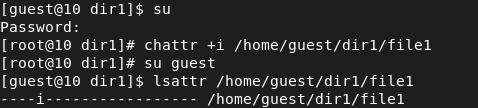 [guest@10 dir1]$ su
Password:
[root@10 dir1]# chattr +i /home/guest/dir1/file1
[root@10 dir1]# su guest
[guest@10 dir1]$ lsattr /home/guest/dir1/file1
----i----------------- /home/guest/dir1/file1